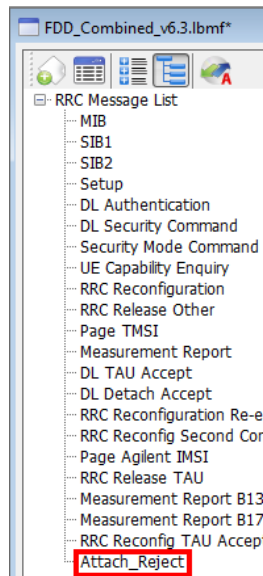 FDD_Combined_v6.3.lbmf*
RRC Message List
MIB
SIB1
SIB2
Setup
DL Authentication
DL Security Command
Security Mode Command
UE Capability Enquiry
RRC Reconfiguration
RRC Release Other
Page TMSI
Measurement Report
DL TAU Accept
DL Detach Accept
RRC Reconfiguration Re-e
RRC Reconfig Second Con
Page Agilent IMSI
RRC Release TAU
Measurement Report B13
Measurement Report B17
RRC Reconfig TAU Accept
Attach_Reject